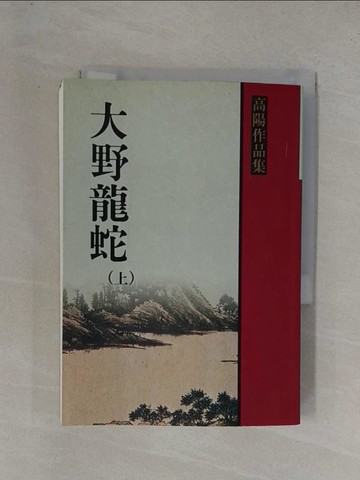 高陽作品集
大野龍蛇
（上）